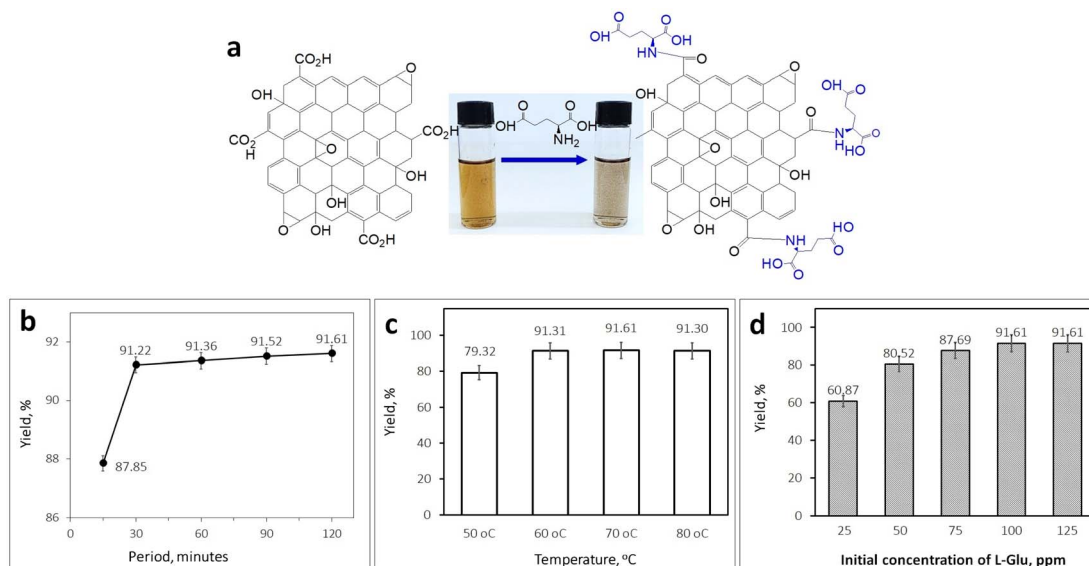 a
CO₂H
O
OH
CO₂
H
O
CO₂H
OH
OH
O
OH
CO₂H
O
OH
O
OH
NH₂
O
OH
O
OH
HN
O
O
OH
O
OH
O
N
H
O
HO
O
OH
OH
O
OH
O
NH
HO
O
HO
O
b
Yield, %
92
90
88
86
87.85
91.22
91.36
91.52
91.61
0
30
60
90
120
Period, minutes
c
Yield, %
100
80
60
40
20
0
79.32
91.31
91.61
91.30
50 oC
60 oC
70 oC
80 oC
Temperature, ºC
d
Yield, %
100
80
60
40
20
0
60.87
80.52
87.69
91.61
91.61
25
50
75
100
125
Initial concentration of L-Glu, ppm